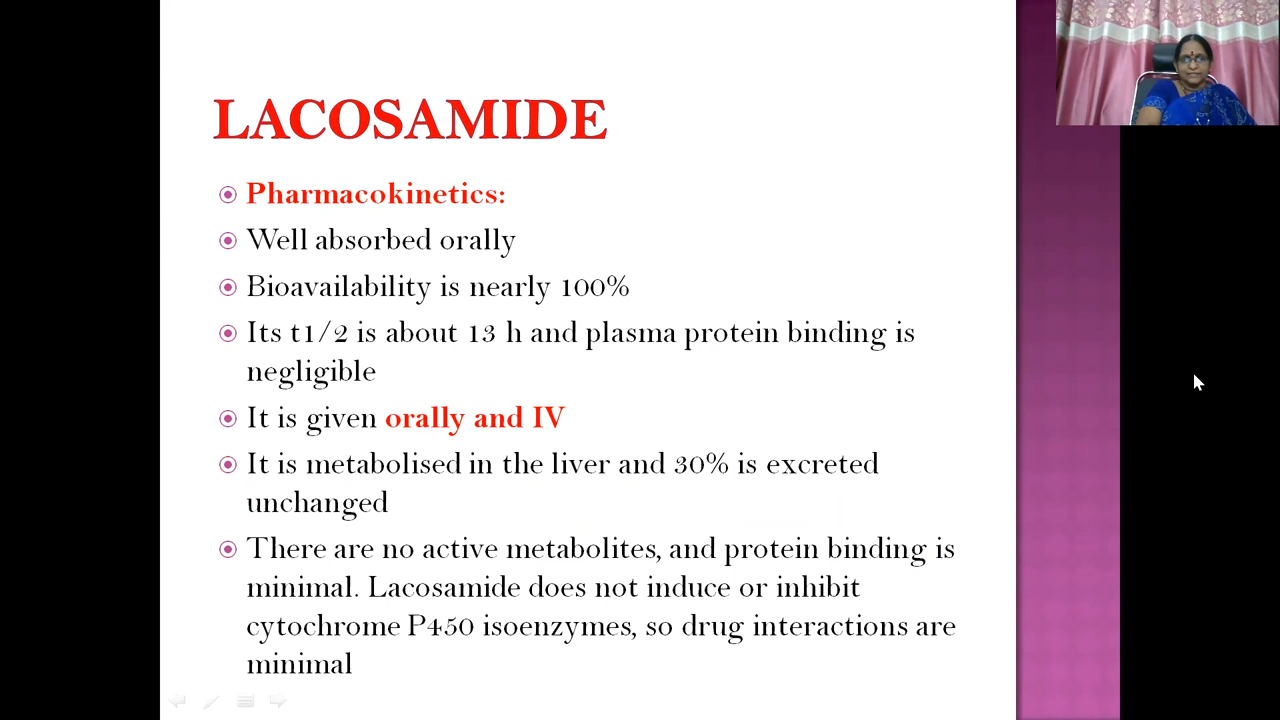 LACOSAMIDE
Pharmacokinetics:
Well absorbed orally
Bioavailability is nearly 100%
Its t1/2 is about 13 h and plasma protein binding is
negligible
It is given orally and IV
It is metabolised in the liver and 30% is excreted
unchanged
There are no active metabolites, and protein binding is
minimal. Lacosamide does not induce or inhibit
cytochrome P450 isoenzymes, so drug interactions are
minimal